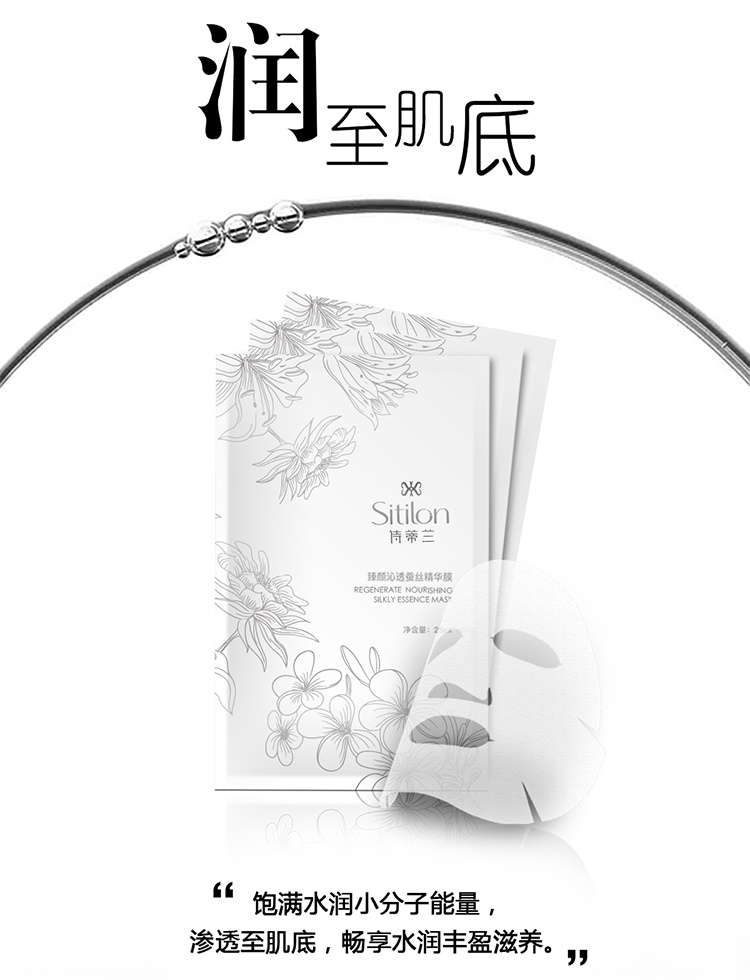 润至肌底
Sitilon
侍蒂兰
臻颜沁透蚕丝精华膜
REGENERATE NOURISHING
SILKLY ESSENCE MASK
净含量：
“ 饱满水润小分子能量，
渗透至肌底，畅享水润丰盈滋养。”